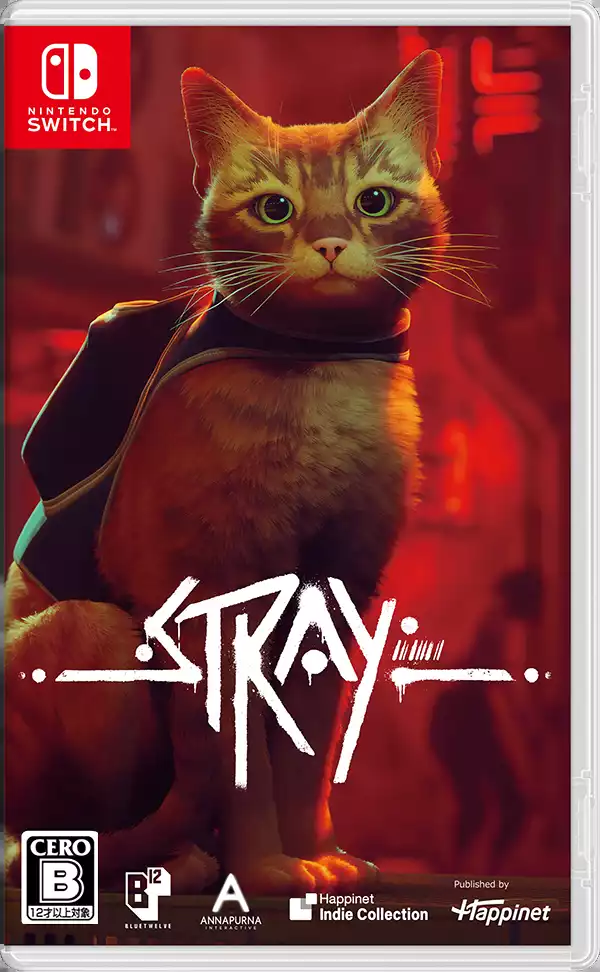 NINTENDO
SWITCH™
STRAY
CERO
B
12才以上対象
B12
BLUETWELVE
A
ANNAPURNA
INTERACTIVE
Happinet
Indie Collection
Published by
Happinet